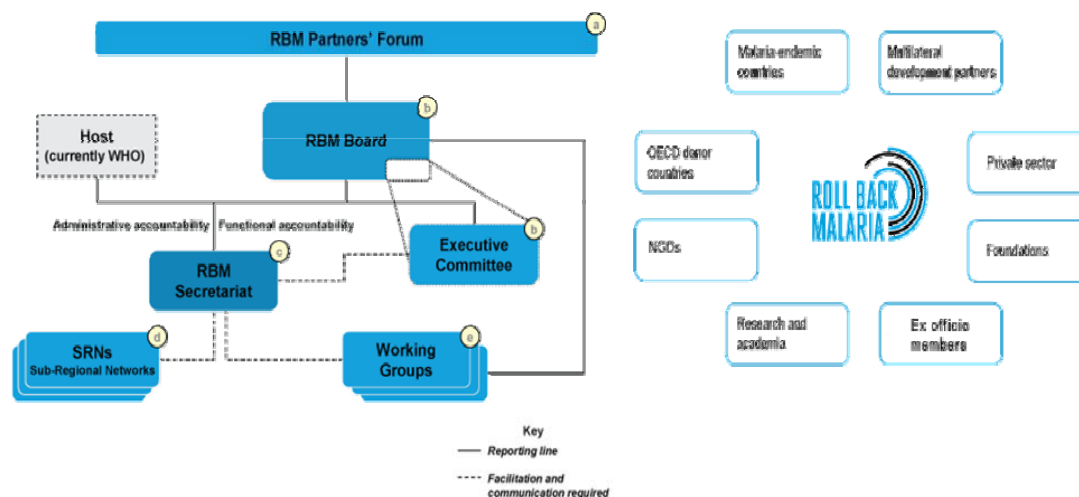 a
RBM Partners' Forum
b
RBM Board
Host
(currently WHO)
Administrative accountability
Functional accountability
c
RBM
Secretariat
b
Executive
Committee
d
SRNs
Sub-Regional Networks
e
Working
Groups
Key
Reporting line
Facilitation and
communication required
Malaria-endemic
countries
Multilateral
development partners
OECD donor
countries
Private sector
ROLL BACK
MALARIA
NGOs
Foundations
Research and
academia
Ex officio
members